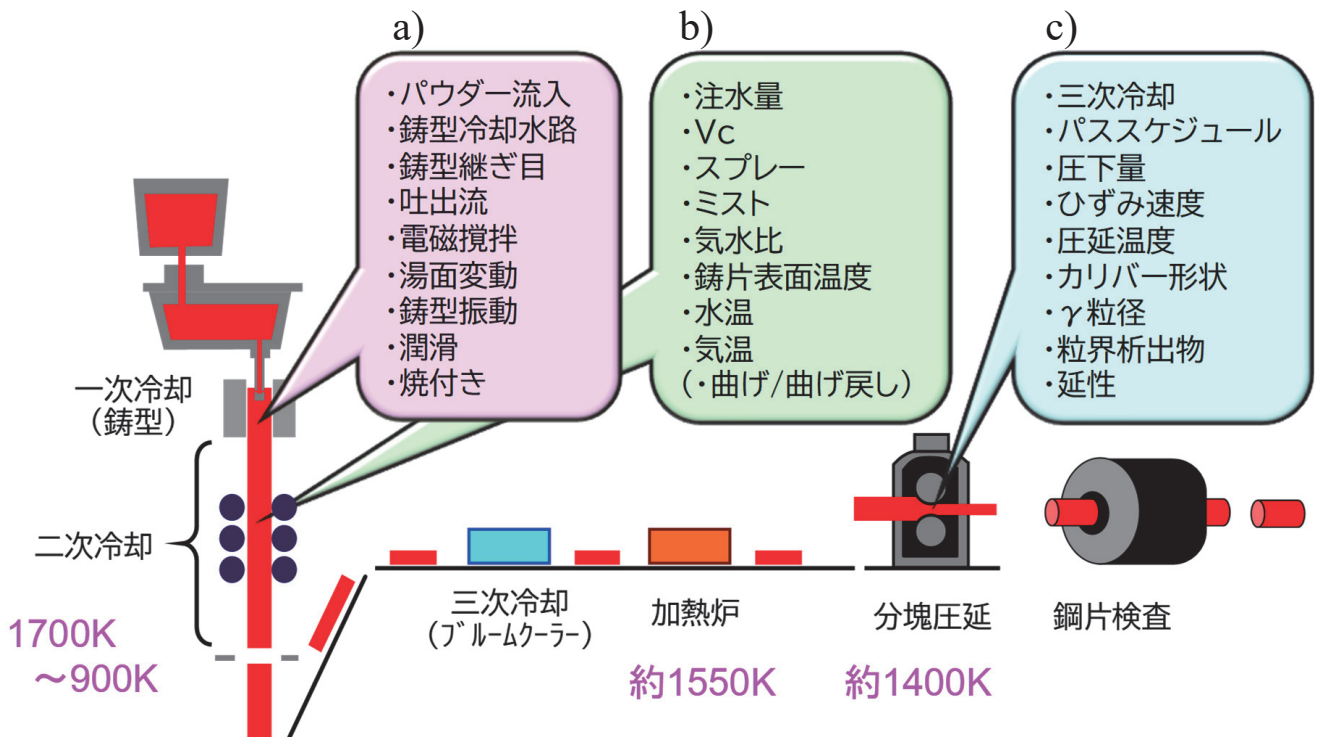 a)
・パウダー流入
・鋳型冷却水路
・鋳型継ぎ目
・吐出流
・電磁撹拌
・湯面変動
・鋳型振動
・潤滑
・焼付き
b)
・注水量
・Vc
・スプレー
・ミスト
・気水比
・鋳片表面温度
・水温
・気温
(・曲げ/曲げ戻し)
c)
・三次冷却
・パススケジュール
・圧下量
・ひずみ速度
・圧延温度
・カリバー形状
・γ粒径
・粒界析出物
・延性
一次冷却
(鋳型)
二次冷却
1700K
～900K
三次冷却
(ﾌﾞﾙｰﾑｸｰﾗｰ)
加熱炉
約1550K
分塊圧延
約1400K
鋼片検査